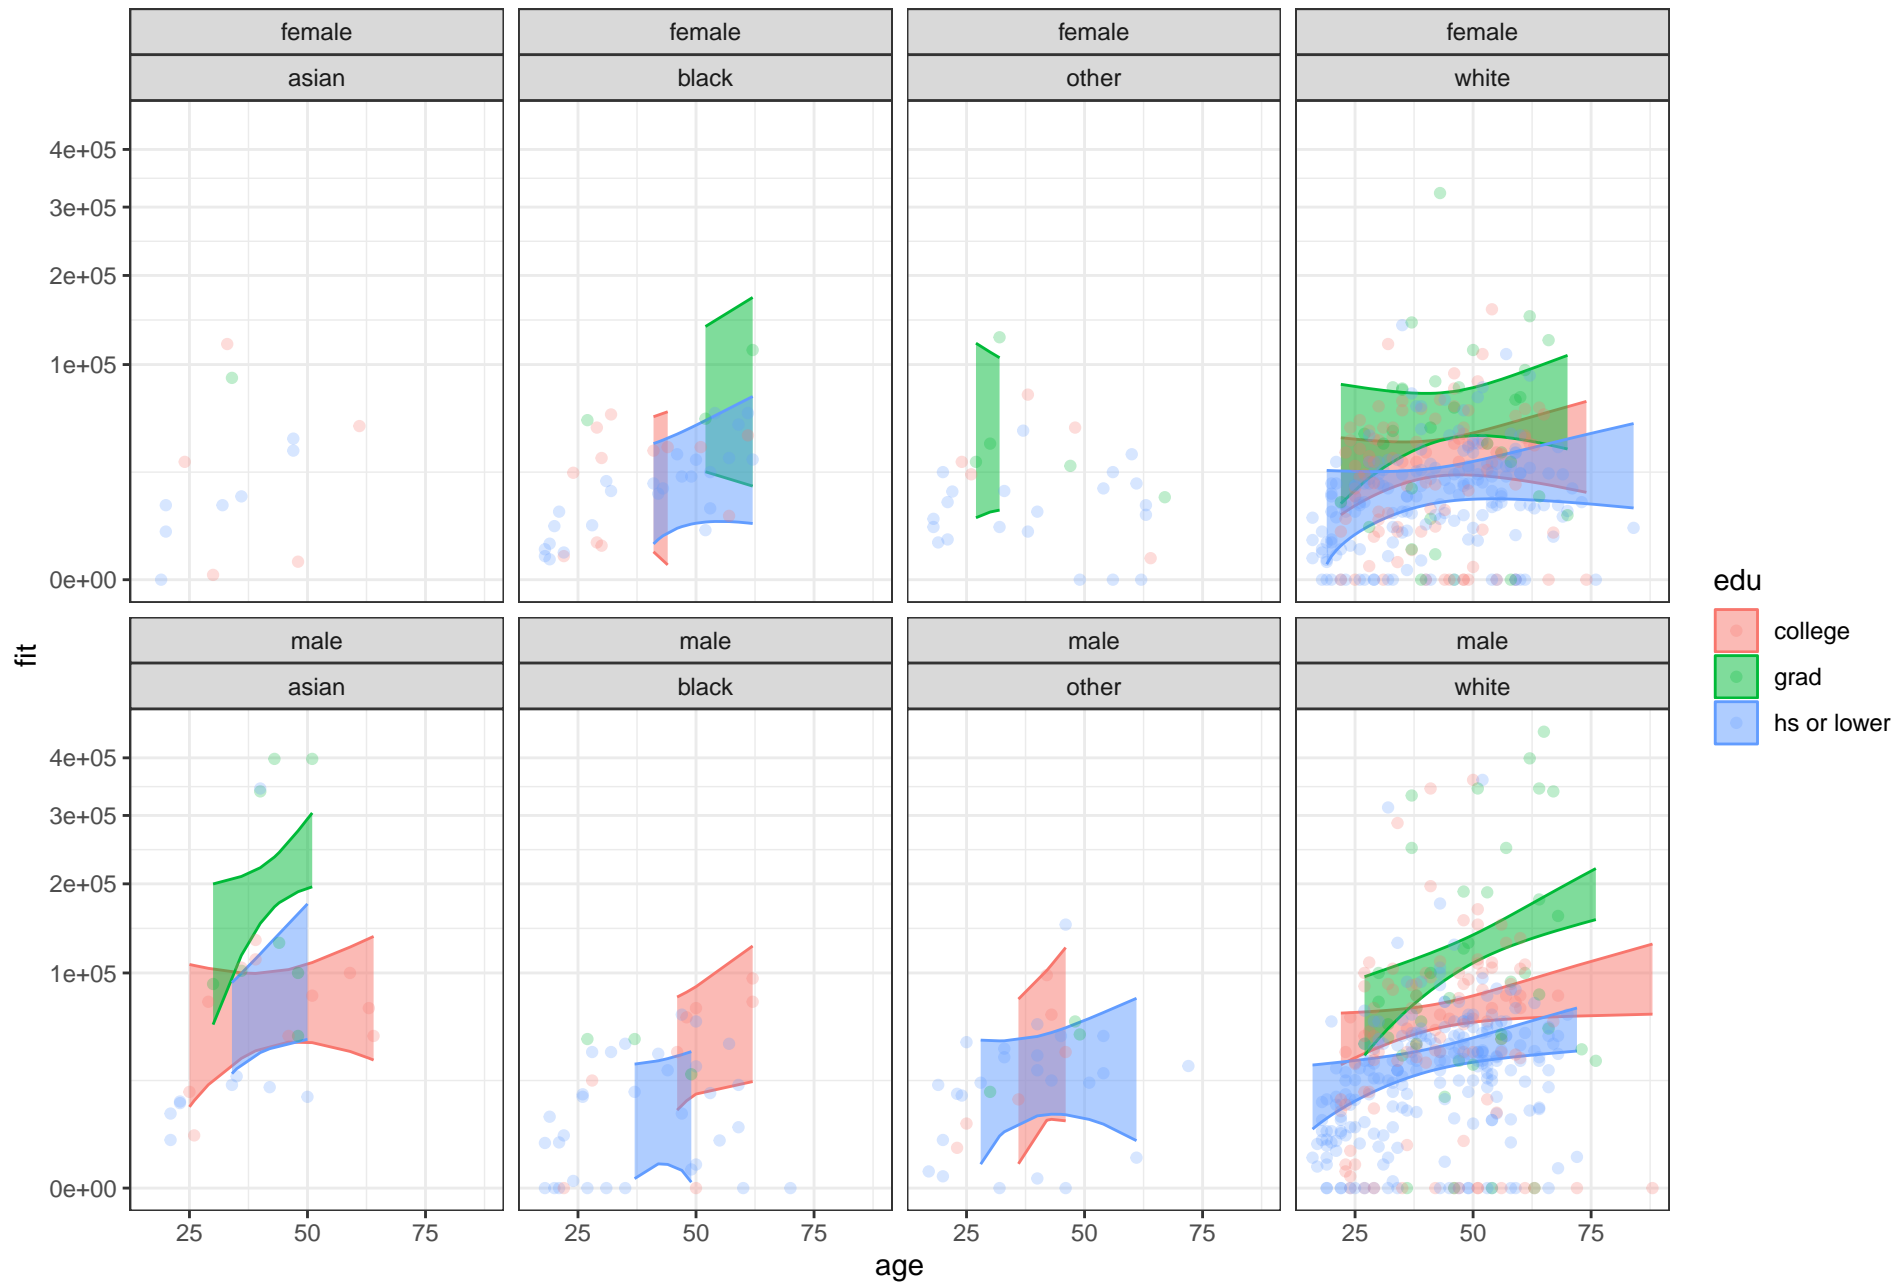 female female female female
asian black other white
4e+05
3e+05
2e+05
1e+05
0e+00
male male male male
asian black other white
4e+05
3e+05
2e+05
1e+05
0e+00
25 50 75 25 50 75 25 50 75 25 50 75
age
fit
edu
college
grad
hs or lower